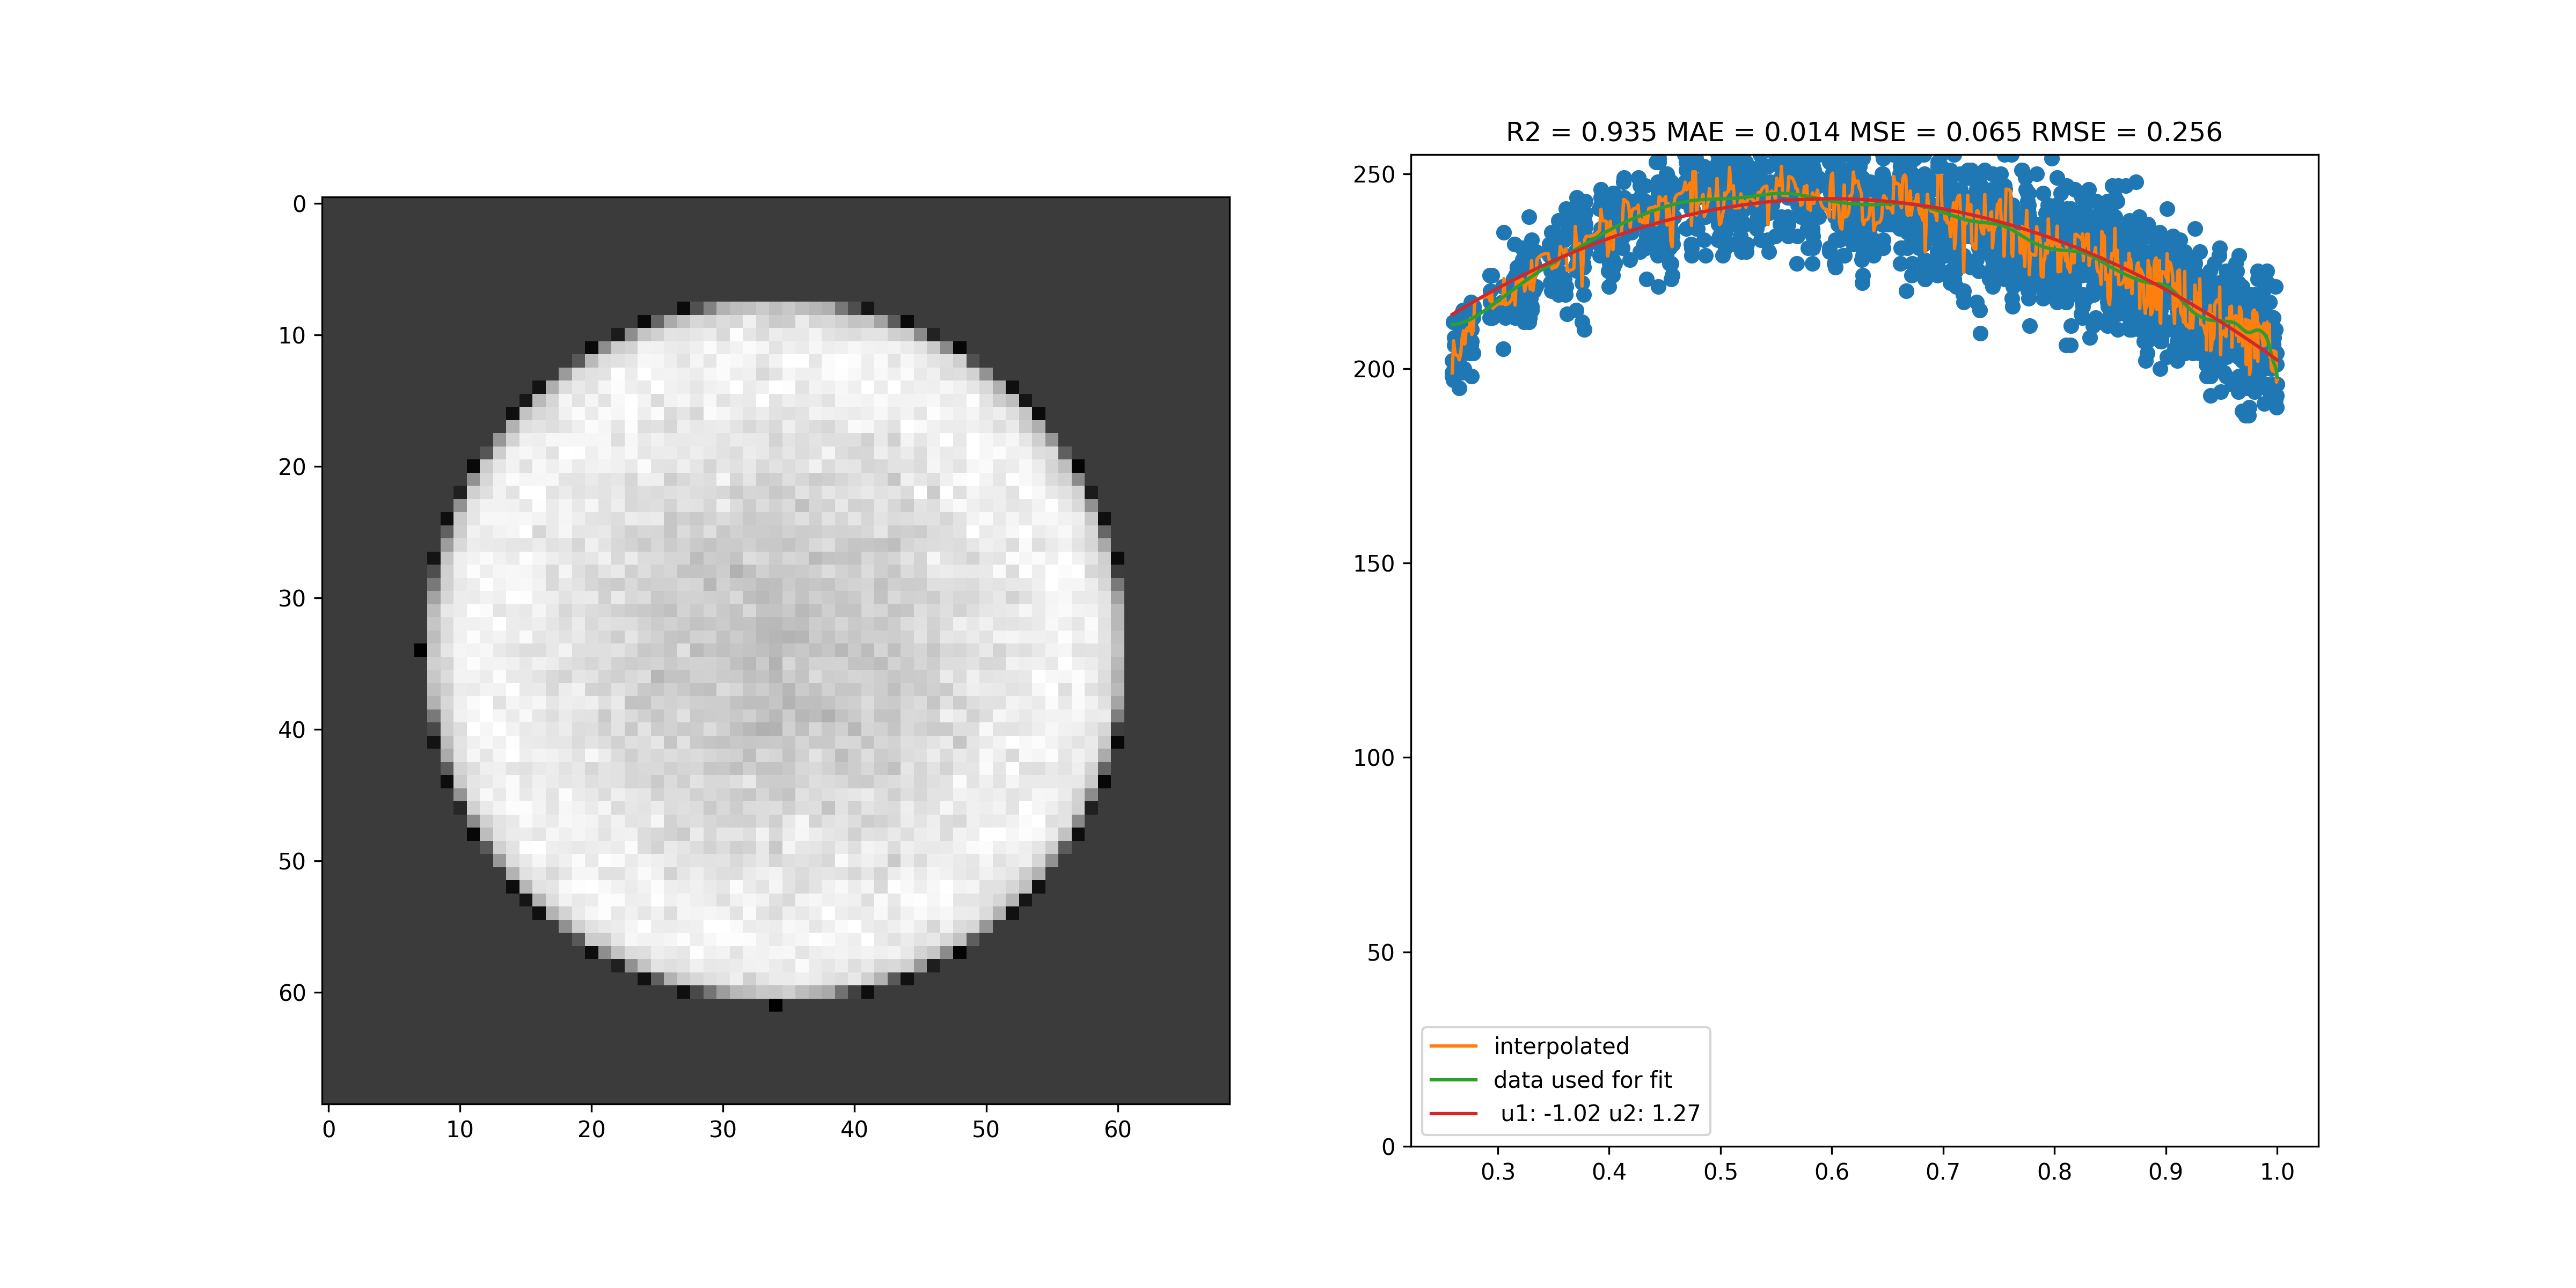 R2 = 0.935 MAE = 0.014 MSE = 0.065 RMSE = 0.256
0
10
20
30
40
50
60
0 10 20 30 40 50 60
250
200
150
100
50
0
interpolated
data used for fit
u1: -1.02 u2: 1.27
0.3 0.4 0.5 0.6 0.7 0.8 0.9 1.0